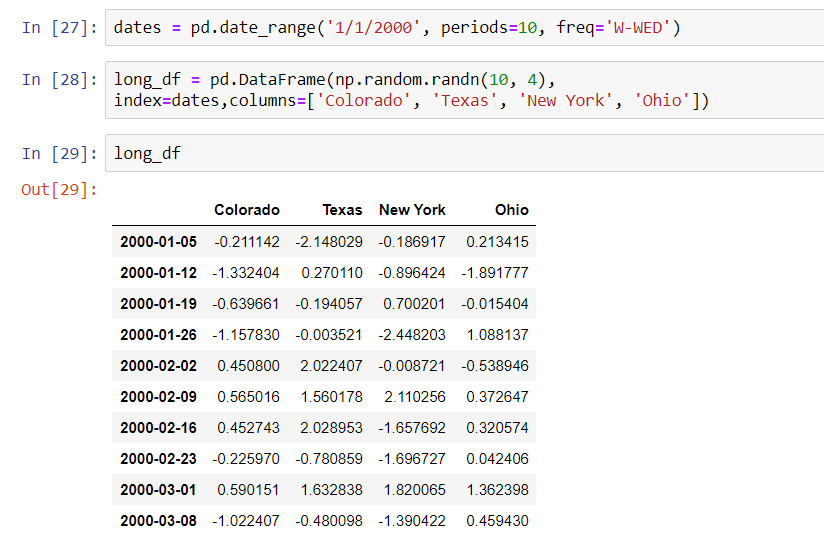 In [27]: dates = pd.date_range('1/1/2000', periods=10, freq='W-WED')
In [28]: long_df = pd.DataFrame(np.random.randn(10, 4),
index=dates,columns=['Colorado', 'Texas', 'New York', 'Ohio'])
In [29]: long_df
Out[29]:
Colorado Texas New York Ohio
2000-01-05 -0.211142 -2.148029 -0.186917 0.213415
2000-01-12 -1.332404 0.270110 -0.896424 -1.891777
2000-01-19 -0.639661 -0.194057 0.700201 -0.015404
2000-01-26 -1.157830 -0.003521 -2.448203 1.088137
2000-02-02 0.450800 2.022407 -0.008721 -0.538946
2000-02-09 0.565016 1.560178 2.110256 0.372647
2000-02-16 0.452743 2.028953 -1.657692 0.320574
2000-02-23 -0.225970 -0.780859 -1.696727 0.042406
2000-03-01 0.590151 1.632838 1.820065 1.362398
2000-03-08 -1.022407 -0.480098 -1.390422 0.459430